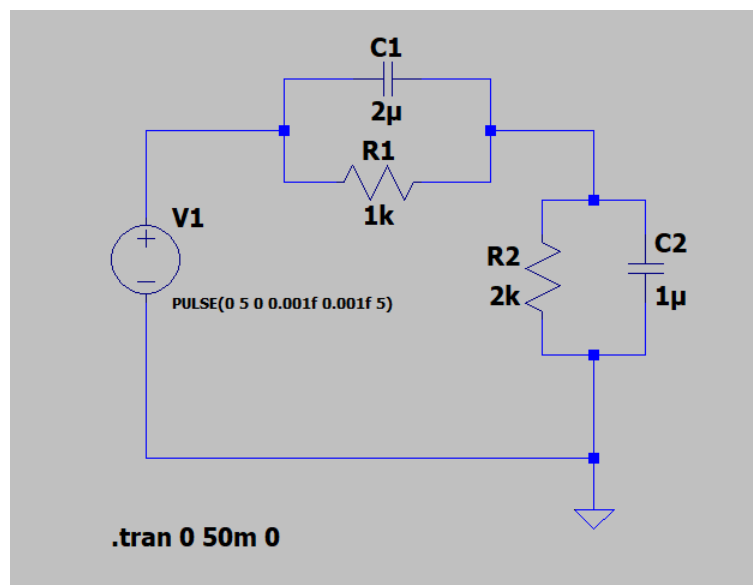 C1
2µ
R1
1k
V1
PULSE(0 5 0 0.001f 0.001f 5)
R2
2k
C2
1µ
.tran 0 50m 0